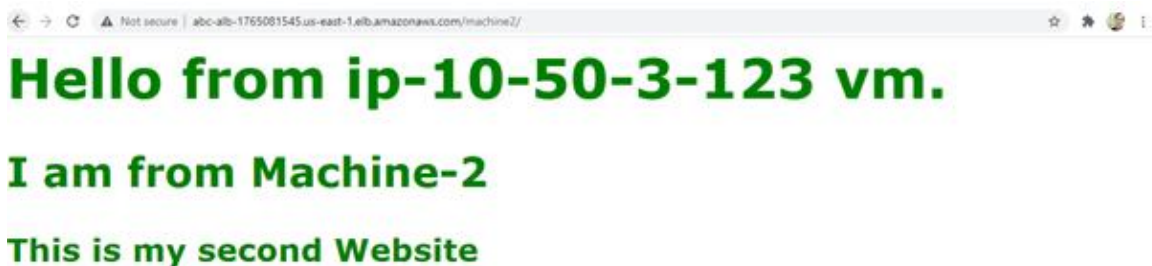 Not secure | abc-alb-1765081545.us-east-1.elb.amazonaws.com/machine2/
Hello from ip-10-50-3-123 vm.
I am from Machine-2
This is my second Website